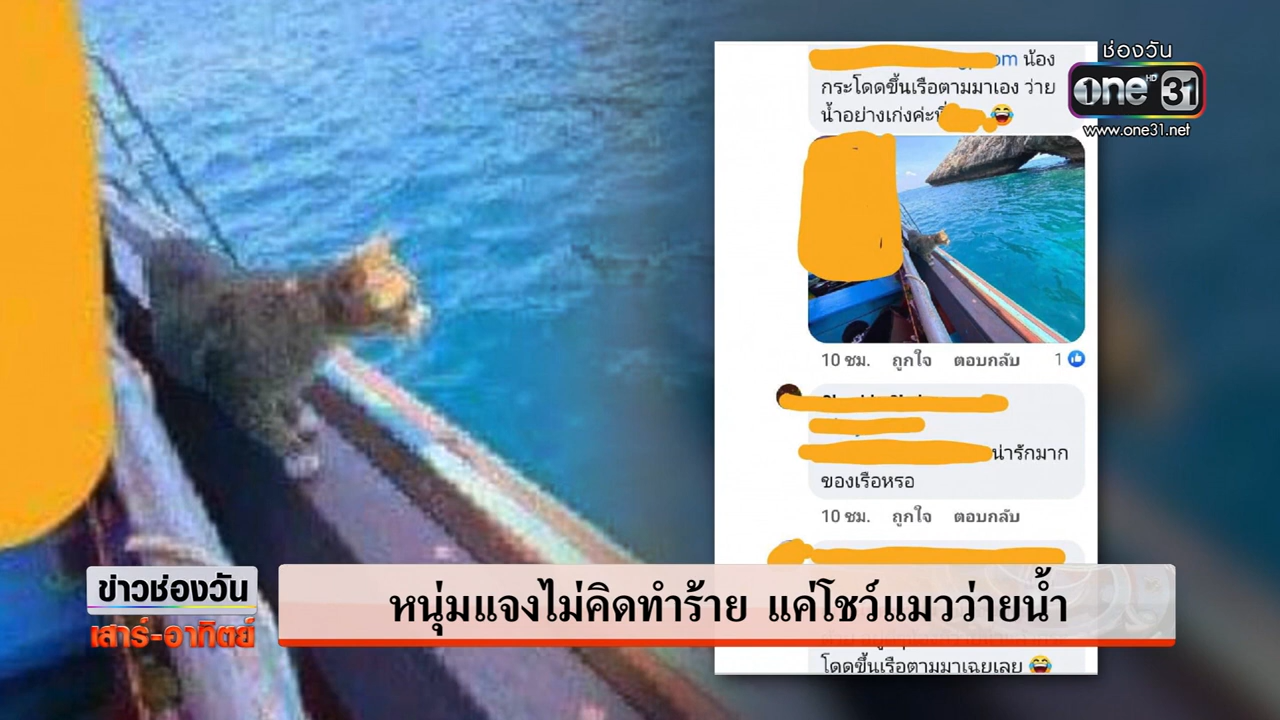 ช่องวัน
one HD 31
www.one31.net
om น้อง
กระโดดขึ้นเรือตามมาเอง ว่าย
น้ำอย่างเก่งค่ะ
10 ชม. ถูกใจ ตอบกลับ 1
น่ารักมาก
ของเรือหรอ
10 ชม. ถูกใจ ตอบกลับ
ข่าวช่องวัน
เสาร์-อาทิตย์
หนุ่มแจงไม่คิดทำร้าย แค่โชว์แมวว่ายน้ำ
โดดขึ้นเรือตามมาเฉยเลย